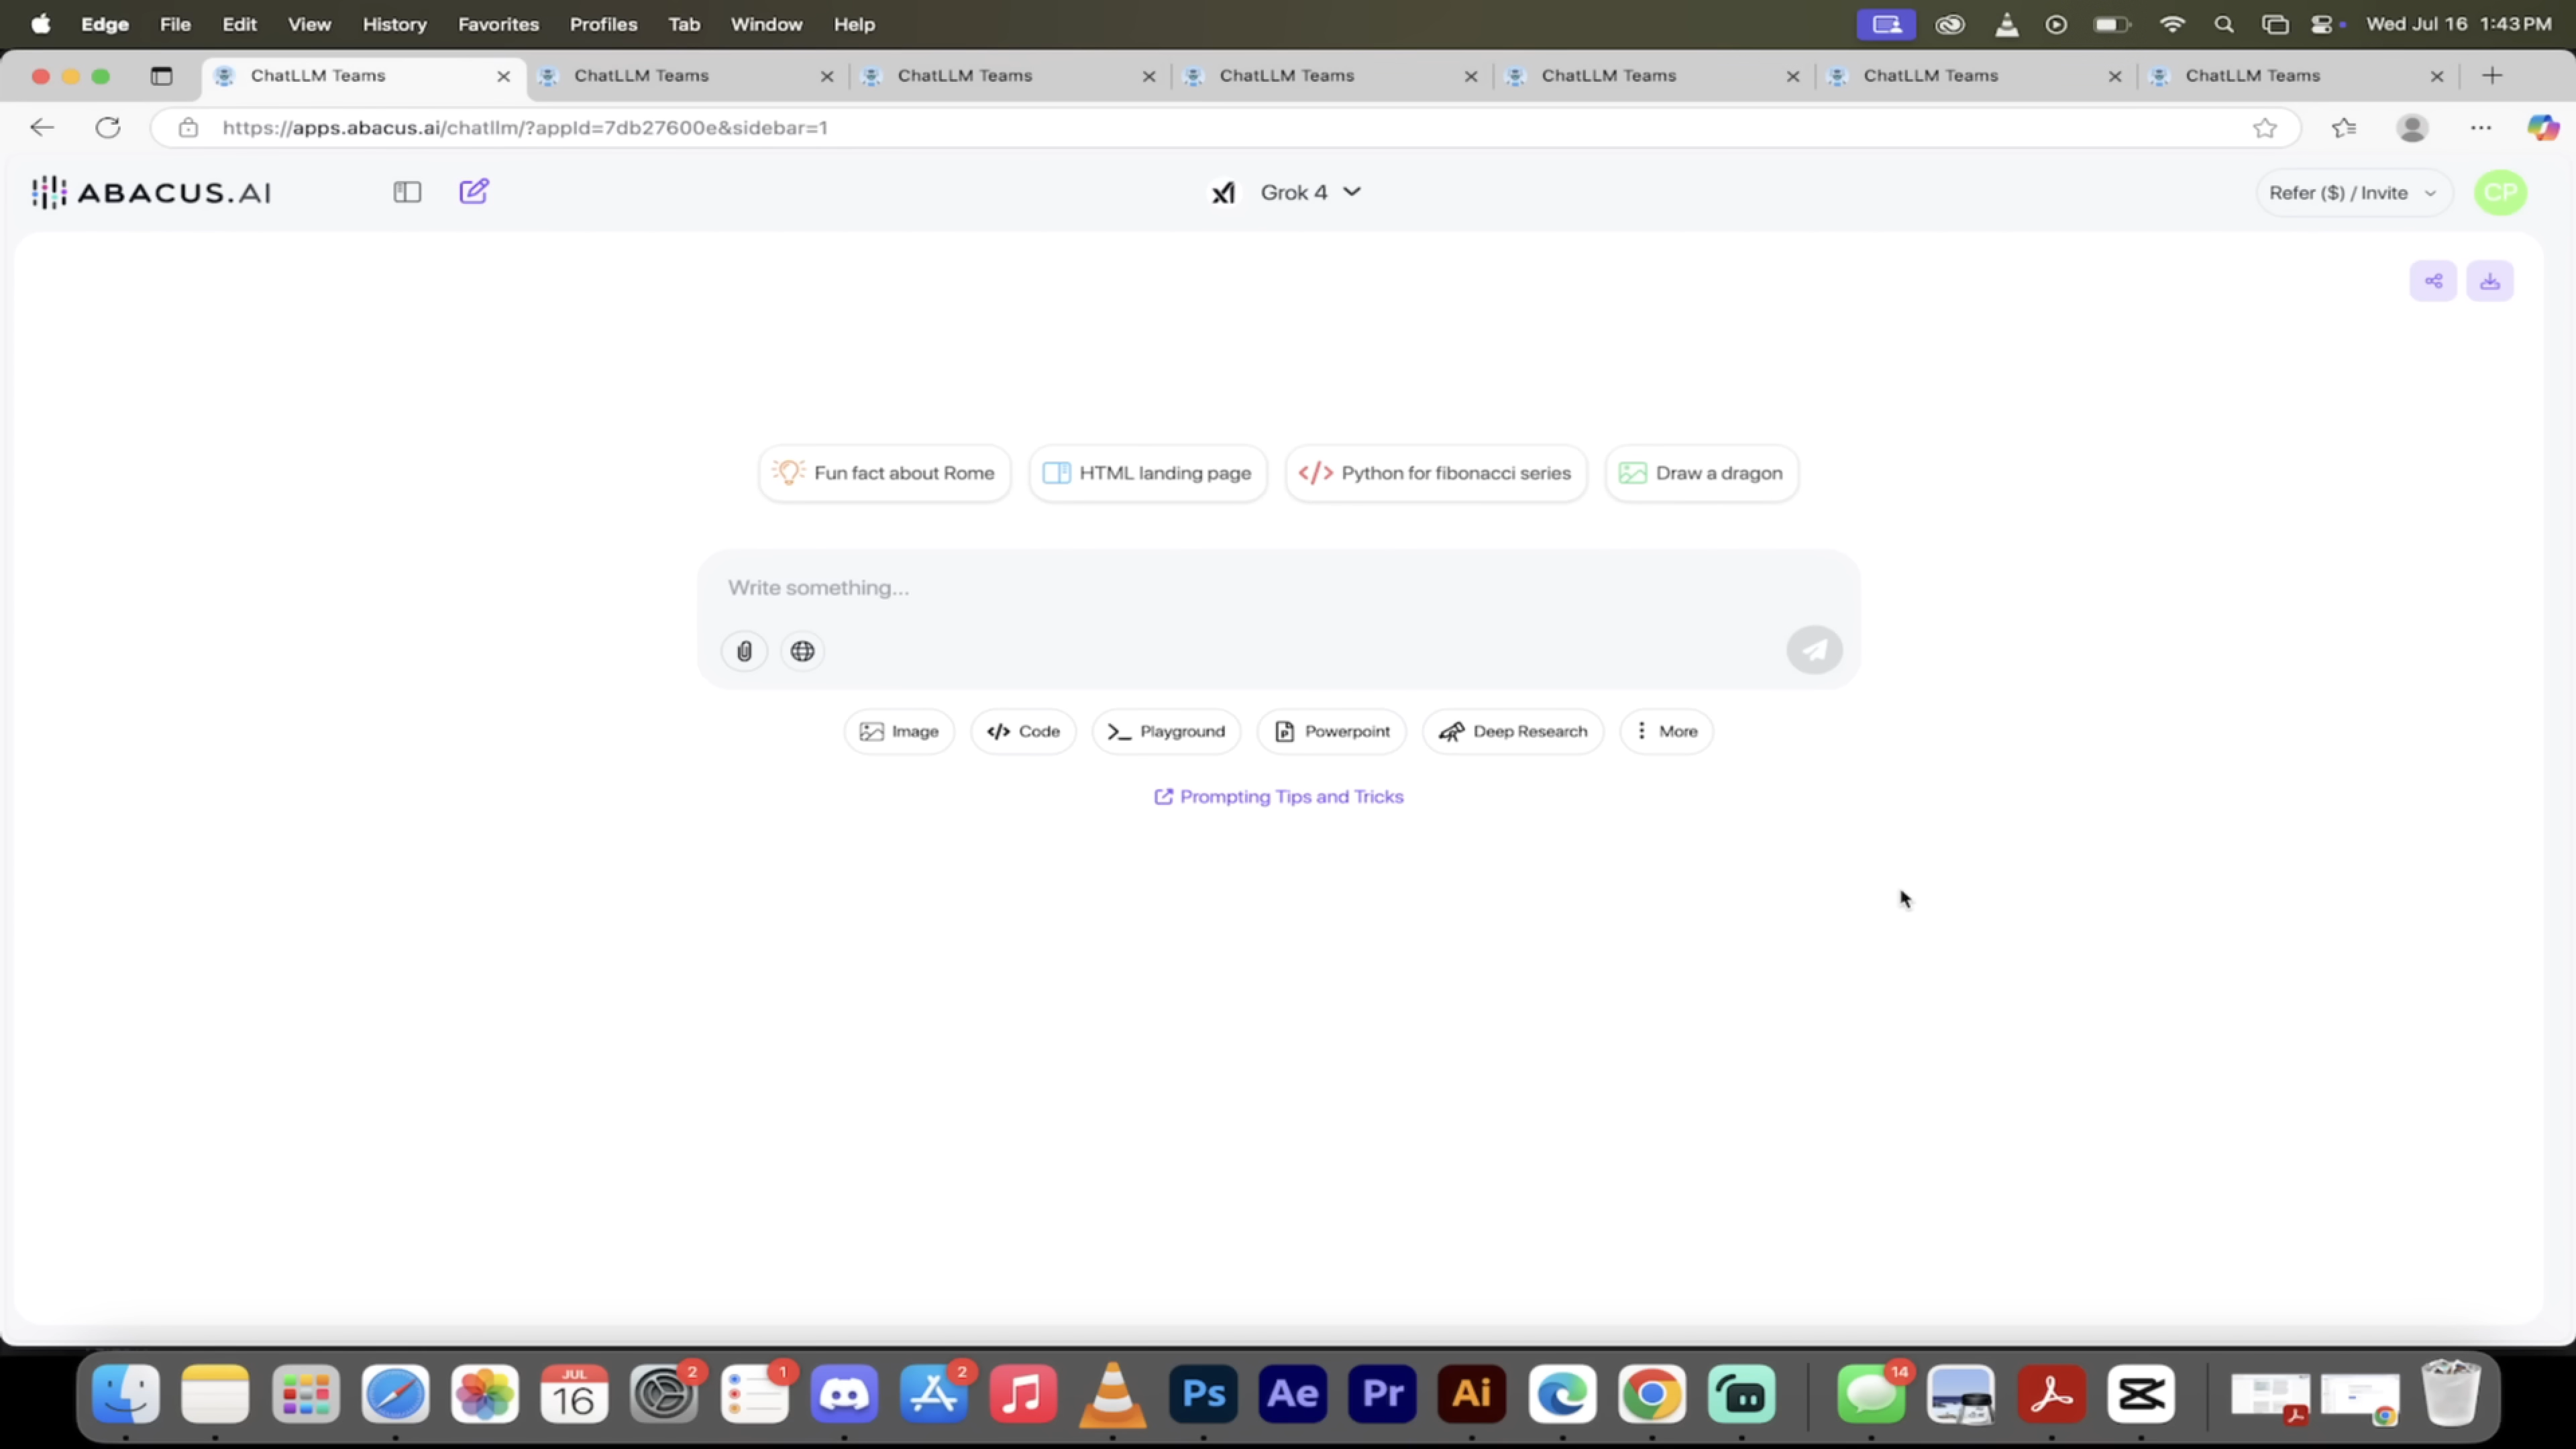 Edge File Edit View History Favorites Profiles Tab Window Help Wed Jul 16 1:43 PM
ChatLLM Teams ChatLLM Teams ChatLLM Teams ChatLLM Teams ChatLLM Teams ChatLLM Teams ChatLLM Teams
https://apps.abacus.ai/chatllm/?appId=7db27600e&sidebar=1
ABACUS.AI Grok 4 Refer ($) / Invite CP
Fun fact about Rome HTML landing page </> Python for fibonacci series Draw a dragon
Write something...
Image </> Code >_ Playground Powerpoint Deep Research More
Prompting Tips and Tricks
JUL 2 1 2 14
16 Ps Ae Pr Ai